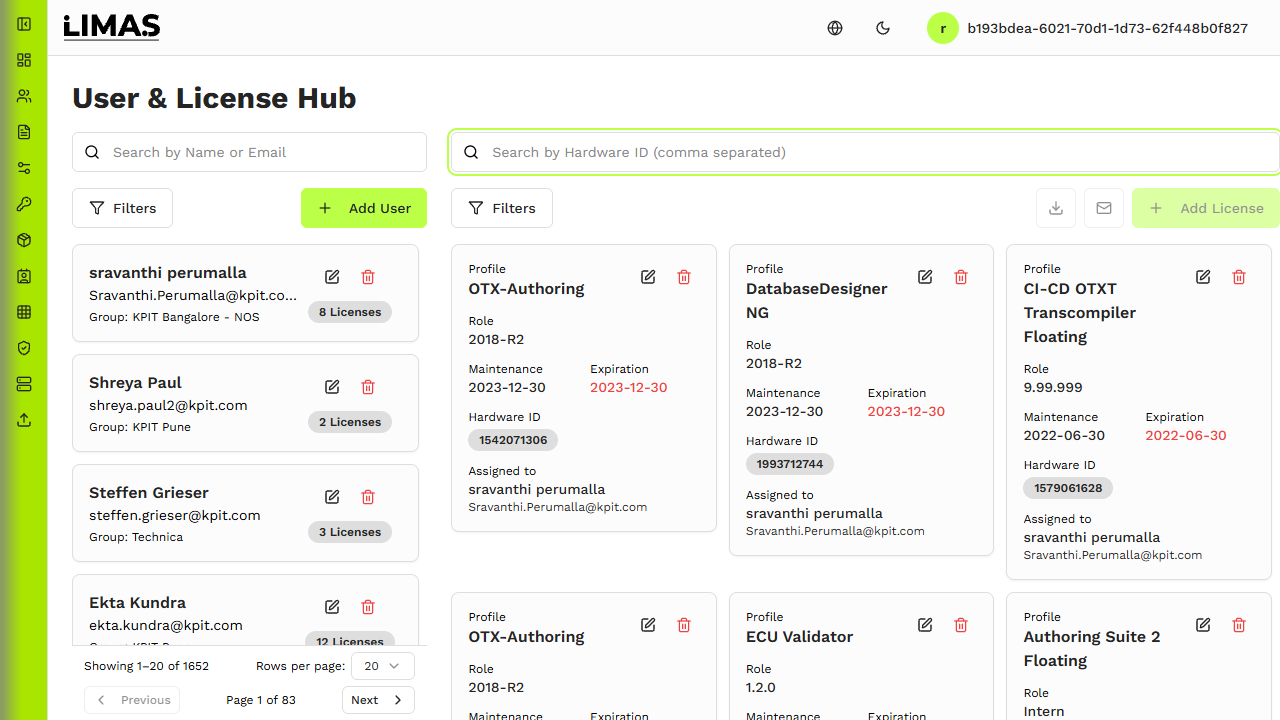 LIMAS
r
b193bdea-6021-70d1-1d73-62f448b0f827
User & License Hub
Search by Name or Email
Search by Hardware ID (comma separated)
Filters
Add User
Filters
Add License
sravanthi perumalla
Sravanthi.Perumalla@kpit.co...
8 Licenses
Group: KPIT Bangalore - NOS
Shreya Paul
shreya.paul2@kpit.com
2 Licenses
Group: KPIT Pune
Steffen Grieser
steffen.grieser@kpit.com
3 Licenses
Group: Technica
Ekta Kundra
ekta.kundra@kpit.com
12 Licenses
Showing 1–20 of 1652
Rows per page:
20
Previous
Page 1 of 83
Next
Profile
OTX-Authoring
Role
2018-R2
Maintenance
Expiration
2023-12-30
2023-12-30
Hardware ID
1542071306
Assigned to
sravanthi perumalla
Sravanthi.Perumalla@kpit.com
Profile
DatabaseDesigner
NG
Role
2018-R2
Maintenance
Expiration
2023-12-30
2023-12-30
Hardware ID
1993712744
Assigned to
sravanthi perumalla
Sravanthi.Perumalla@kpit.com
Profile
CI-CD OTXT
Transcompiler
Floating
Role
9.99.999
Maintenance
Expiration
2022-06-30
2022-06-30
Hardware ID
1579061628
Assigned to
sravanthi perumalla
Sravanthi.Perumalla@kpit.com
Profile
OTX-Authoring
Role
2018-R2
Maintenance
Expiration
Profile
ECU Validator
Role
1.2.0
Maintenance
Expiration
Profile
Authoring Suite 2
Floating
Role
Intern